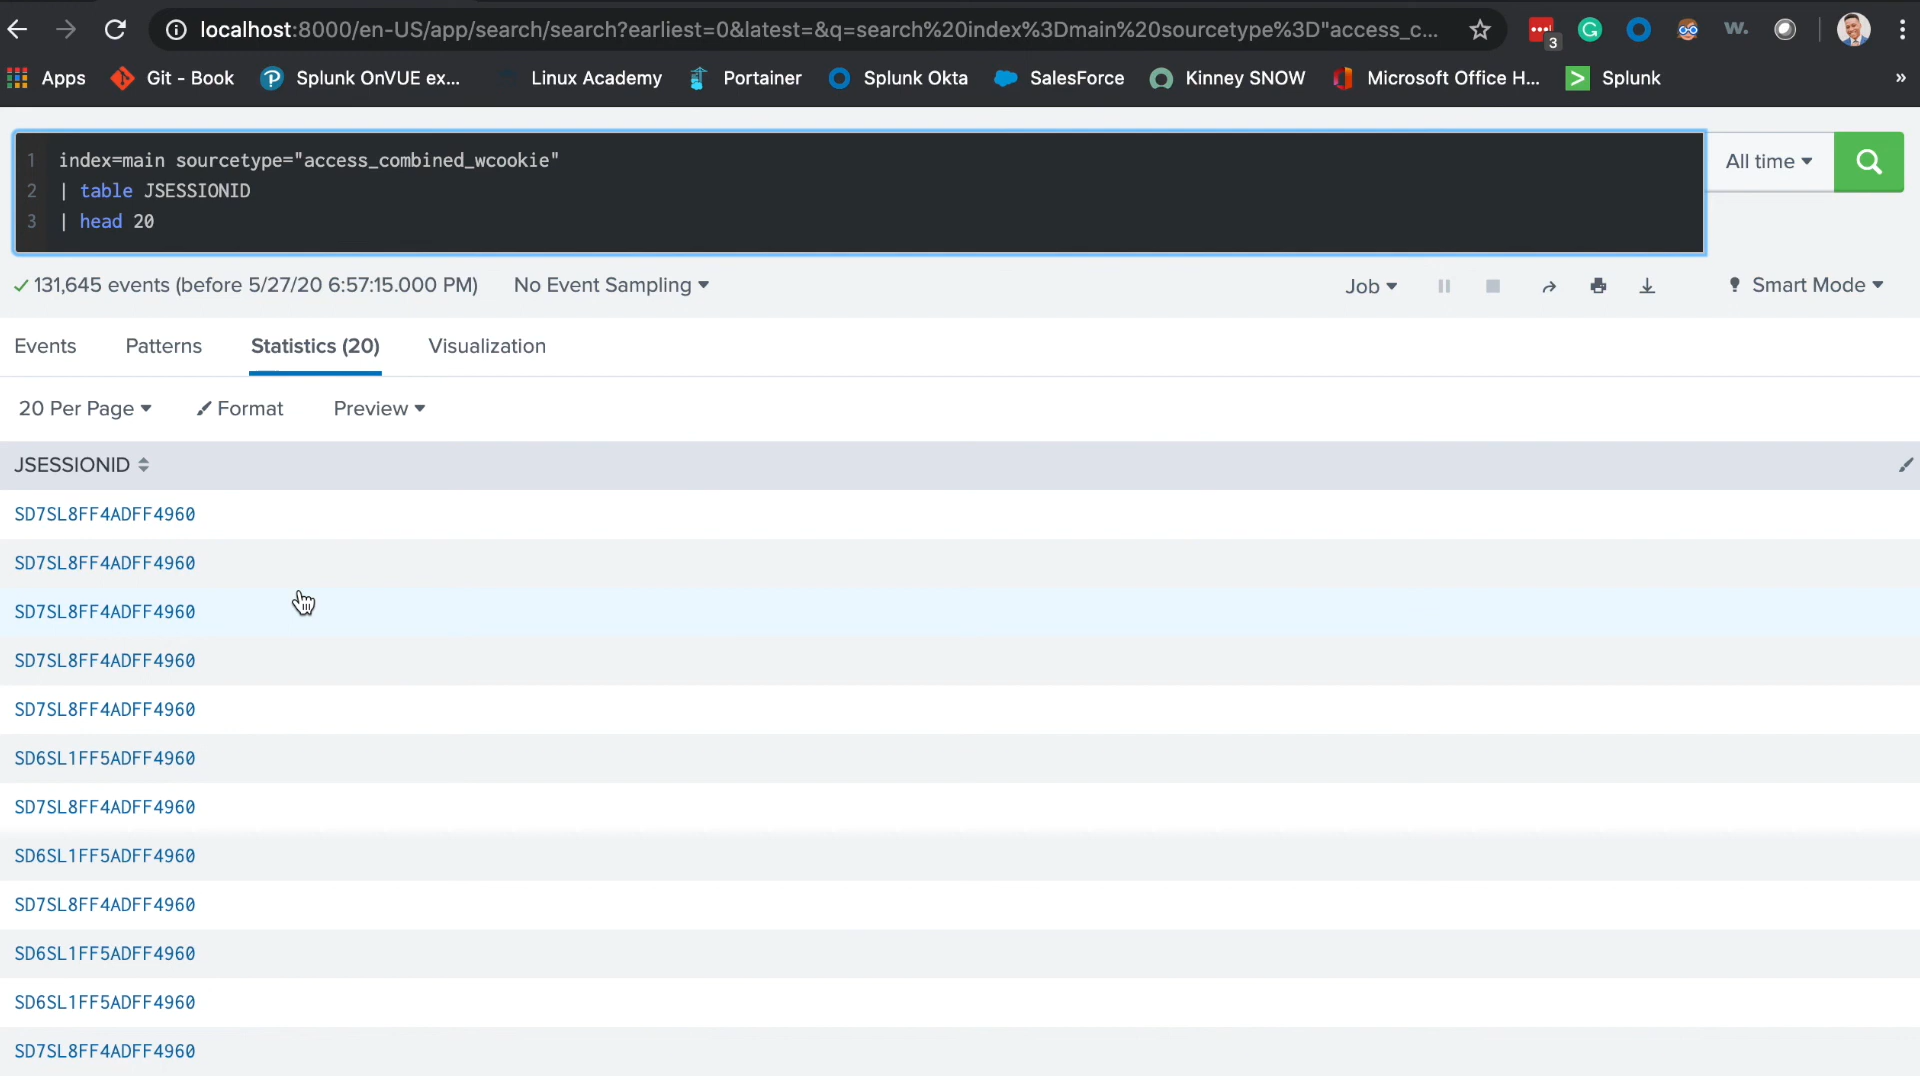 localhost:8000/en-US/app/search/search?earliest=0&latest=&q=search%20index%3Dmain%20sourcetype%3D"access_c...
3
Apps Git - Book Splunk OnVUE ex... Linux Academy Portainer Splunk Okta SalesForce Kinney SNOW Microsoft Office H... Splunk »
1 index=main sourcetype="access_combined_wcookie"
2 | table JSESSIONID
3 | head 20
All time
131,645 events (before 5/27/20 6:57:15.000 PM) No Event Sampling Job Smart Mode
Events Patterns Statistics (20) Visualization
20 Per Page Format Preview
JSESSIONID
SD7SL8FF4ADFF4960
SD7SL8FF4ADFF4960
SD7SL8FF4ADFF4960
SD7SL8FF4ADFF4960
SD7SL8FF4ADFF4960
SD6SL1FF5ADFF4960
SD7SL8FF4ADFF4960
SD6SL1FF5ADFF4960
SD7SL8FF4ADFF4960
SD6SL1FF5ADFF4960
SD6SL1FF5ADFF4960
SD7SL8FF4ADFF4960